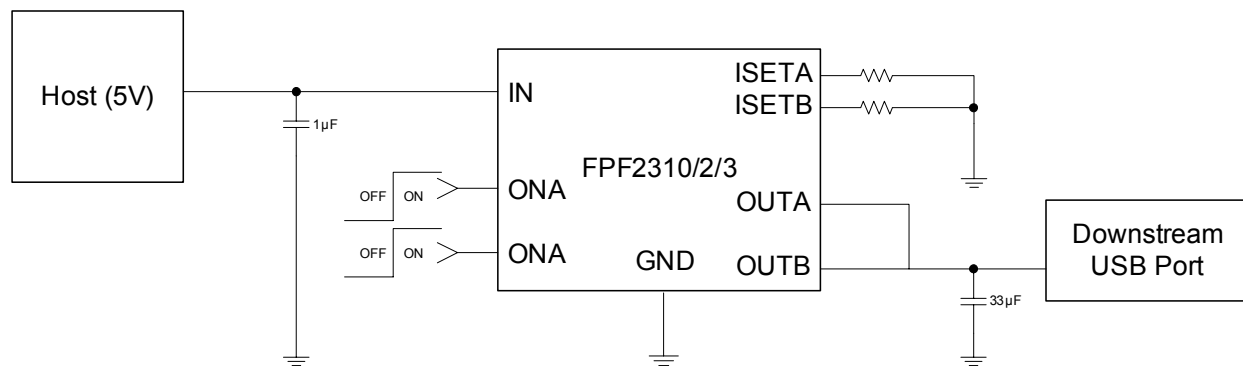 Host (5V)
1µF
IN
ISETA
ISETB
FPF2310/2/3
OFF ON
ONA
OFF ON
ONA
GND
OUTA
OUTB
33µF
Downstream
USB Port